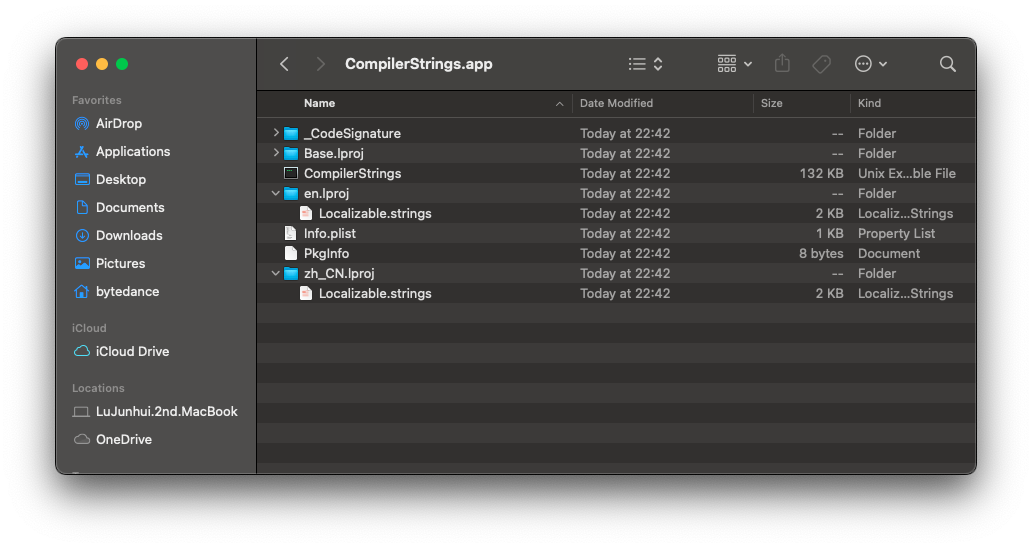 CompilerStrings.app
Favorites
AirDrop
Applications
Desktop
Documents
Downloads
Pictures
bytedance
iCloud
iCloud Drive
Locations
LuJunhui.2nd.MacBook
OneDrive
Name Date Modified Size Kind
_CodeSignature Today at 22:42 -- Folder
Base.lproj Today at 22:42 -- Folder
CompilerStrings Today at 22:42 132 KB Unix Ex...ble File
en.lproj Today at 22:42 -- Folder
Localizable.strings Today at 22:42 2 KB Localiz...Strings
Info.plist Today at 22:42 1 KB Property List
PkgInfo Today at 22:42 8 bytes Document
zh_CN.lproj Today at 22:42 -- Folder
Localizable.strings Today at 22:42 2 KB Localiz...Strings